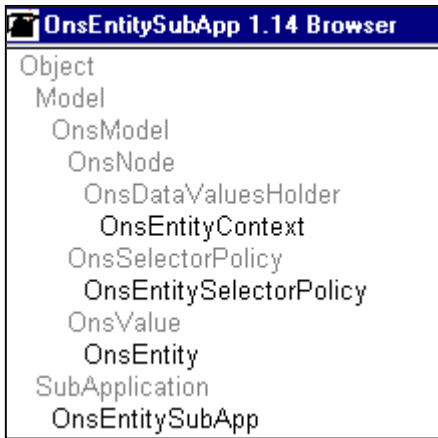 OnsEntitySubApp 1.14 Browser
Object
Model
OnsModel
OnsNode
OnsDataValuesHolder
OnsEntityContext
OnsSelectorPolicy
OnsEntitySelectorPolicy
OnsValue
OnsEntity
SubApplication
OnsEntitySubApp